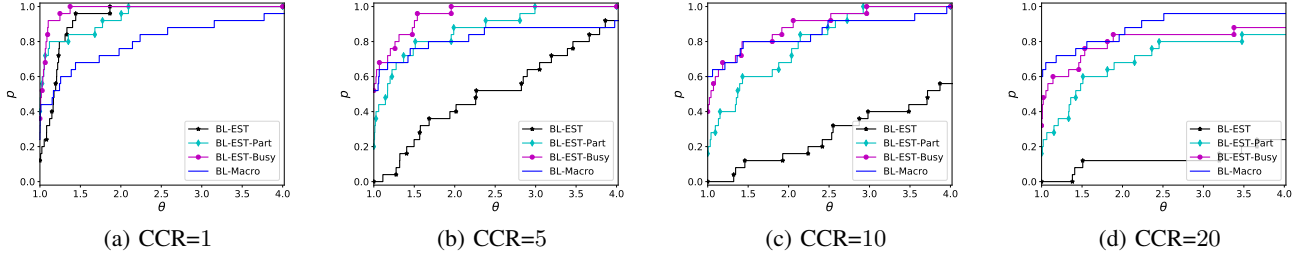 1.0
0.8
0.6
0.4
0.2
0.0
p
1.0 1.5 2.0 2.5 3.0 3.5 4.0
θ
BL-EST
BL-EST-Part
BL-EST-Busy
BL-Macro
(a) CCR=1
1.0
0.8
0.6
0.4
0.2
0.0
p
1.0 1.5 2.0 2.5 3.0 3.5 4.0
θ
BL-EST
BL-EST-Part
BL-EST-Busy
BL-Macro
(b) CCR=5
1.0
0.8
0.6
0.4
0.2
0.0
p
1.0 1.5 2.0 2.5 3.0 3.5 4.0
θ
BL-EST
BL-EST-Part
BL-EST-Busy
BL-Macro
(c) CCR=10
1.0
0.8
0.6
0.4
0.2
0.0
p
1.0 1.5 2.0 2.5 3.0 3.5 4.0
θ
BL-EST
BL-EST-Part
BL-EST-Busy
BL-Macro
(d) CCR=20